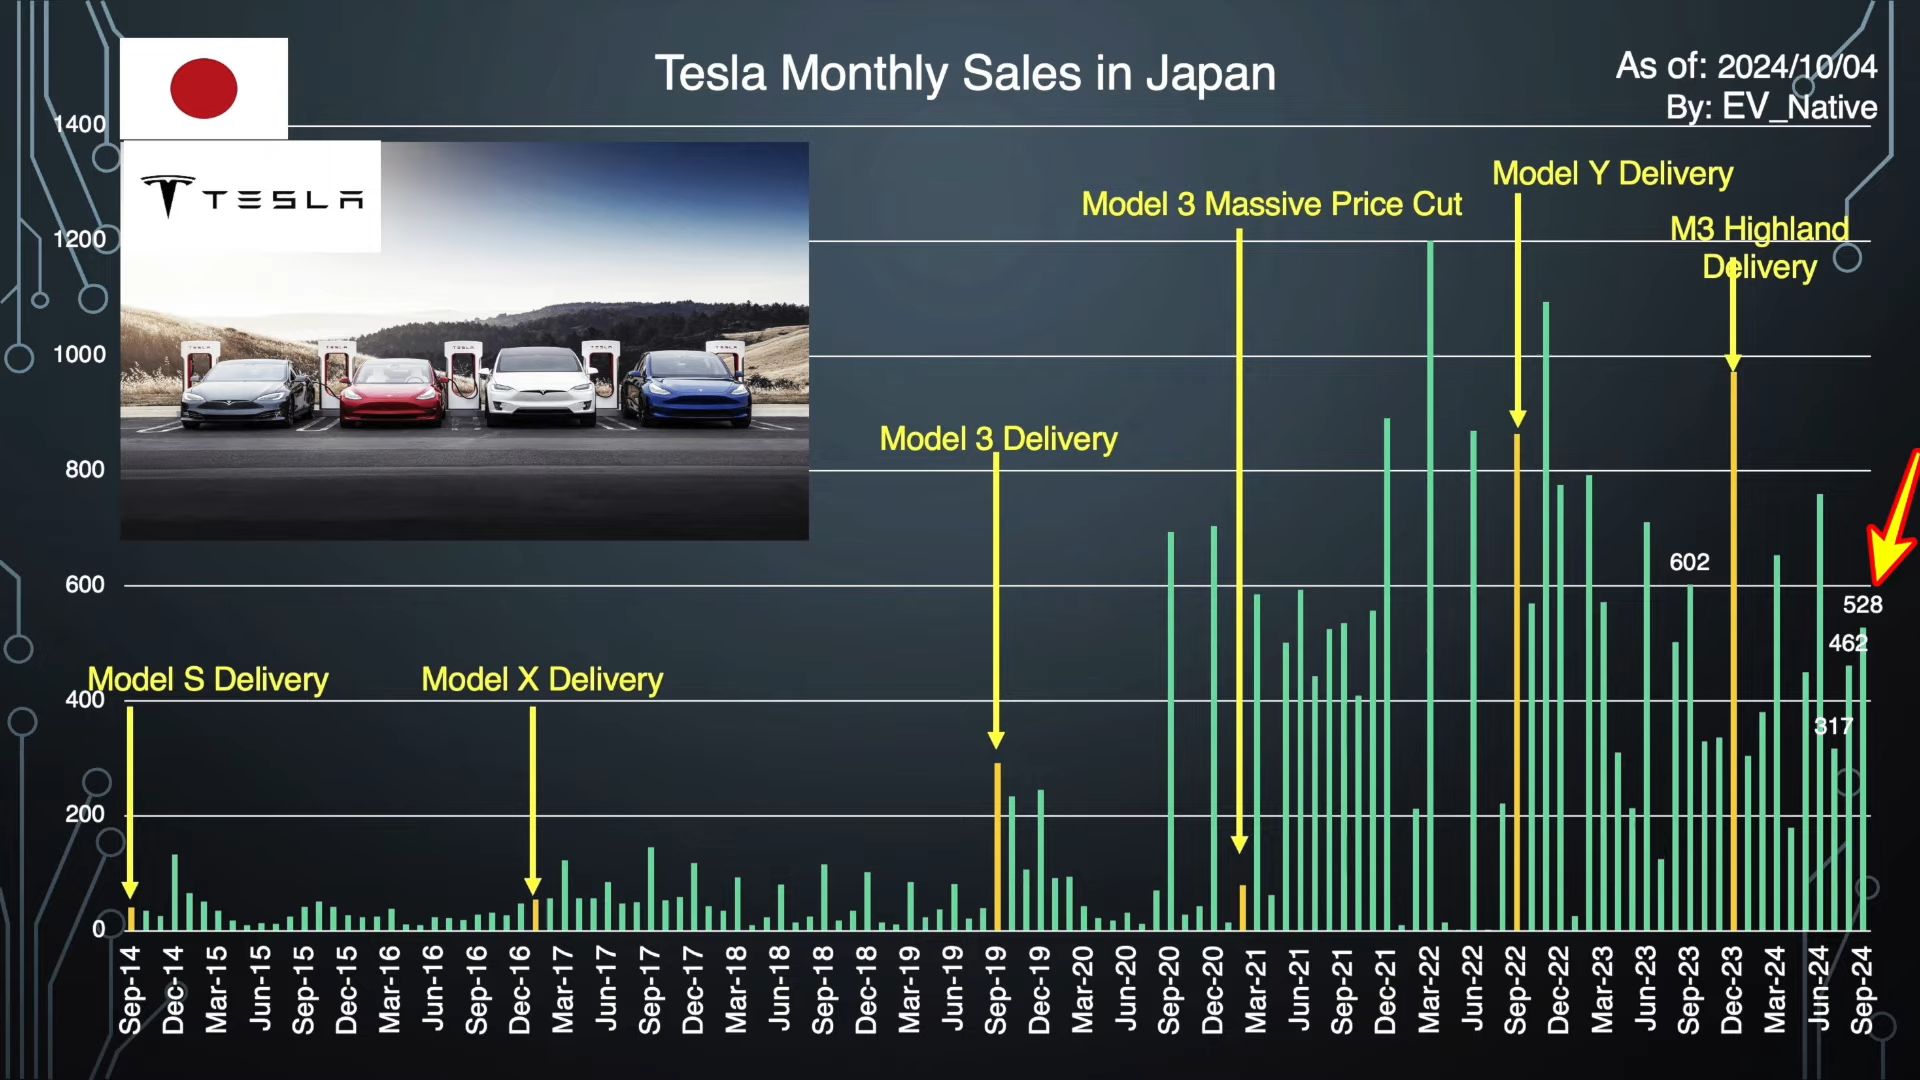 Tesla Monthly Sales in Japan
As of: 2024/10/04
By: EV_Native
TESLA
1400
1200
1000
800
600
400
200
0
Model S Delivery
Model X Delivery
Model 3 Delivery
Model 3 Massive Price Cut
Model Y Delivery
M3 Highland
Delivery
602
528
462
317
Sep-14
Dec-14
Mar-15
Jun-15
Sep-15
Dec-15
Mar-16
Jun-16
Sep-16
Dec-16
Mar-17
Jun-17
Sep-17
Dec-17
Mar-18
Jun-18
Sep-18
Dec-18
Mar-19
Jun-19
Sep-19
Dec-19
Mar-20
Jun-20
Sep-20
Dec-20
Mar-21
Jun-21
Sep-21
Dec-21
Mar-22
Jun-22
Sep-22
Dec-22
Mar-23
Jun-23
Sep-23
Dec-23
Mar-24
Jun-24
Sep-24